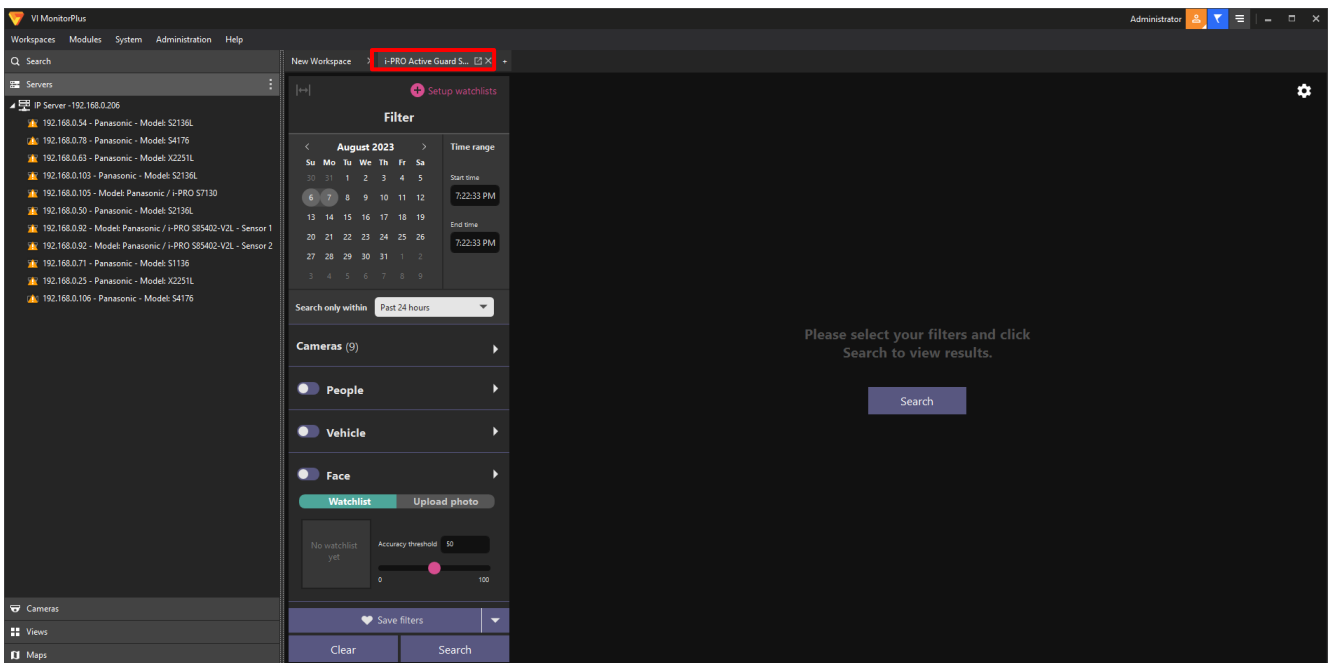 VI MonitorPlus
Administrator
Workspaces Modules System Administration Help
Search
Servers
IP Server -192.168.0.206
192.168.0.54 - Panasonic - Model: S2136L
192.168.0.78 - Panasonic - Model: S4176
192.168.0.63 - Panasonic - Model: X2251L
192.168.0.103 - Panasonic - Model: S2136L
192.168.0.105 - Model: Panasonic / i-PRO S7130
192.168.0.50 - Panasonic - Model: S2136L
192.168.0.92 - Model: Panasonic / i-PRO S85402-V2L - Sensor 1
192.168.0.92 - Model: Panasonic / i-PRO S85402-V2L - Sensor 2
192.168.0.71 - Panasonic - Model: S1136
192.168.0.25 - Panasonic - Model: X2251L
192.168.0.106 - Panasonic - Model: S4176
Cameras
Views
Maps
New Workspace
i-PRO Active Guard S...
Setup watchlists
Filter
August 2023
Su Mo Tu We Th Fr Sa
30 31 1 2 3 4 5
6 7 8 9 10 11 12
13 14 15 16 17 18 19
20 21 22 23 24 25 26
27 28 29 30 31 1 2
3 4 5 6 7 8 9
Time range
Start time
7:22:33 PM
End time
7:22:33 PM
Search only within Past 24 hours
Cameras (9)
People
Vehicle
Face
Watchlist Upload photo
No watchlist
yet
Accuracy threshold 50
0 100
Save filters
Clear Search
Please select your filters and click
Search to view results.
Search